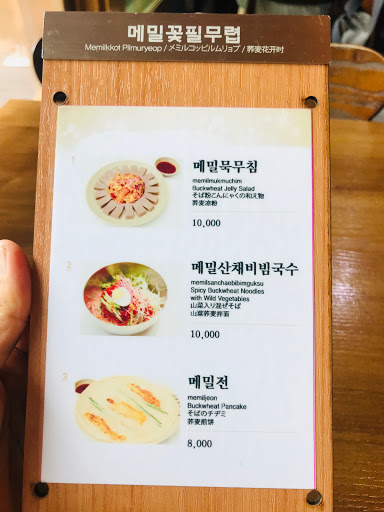 메밀꽃필무렵
Memilkkot Pilmuryeop / メミルコッピルムリョプ / 蕎麦花开时
메밀묵무침
memilmukmuchim
Buckwheat Jelly Salad
そば粉こんにゃくの和え物
荞麦凉粉
10,000
2
메밀산채비빔국수
memilsanchaebibimguksu
Spicy Buckwheat Noodles
with Wild Vegetables
山菜入り混ぜそば
山菜荞麦拌面
10,000
3
메밀전
memiljeon
Buckwheat Pancake
そばのチヂミ
荞麦煎饼
8,000